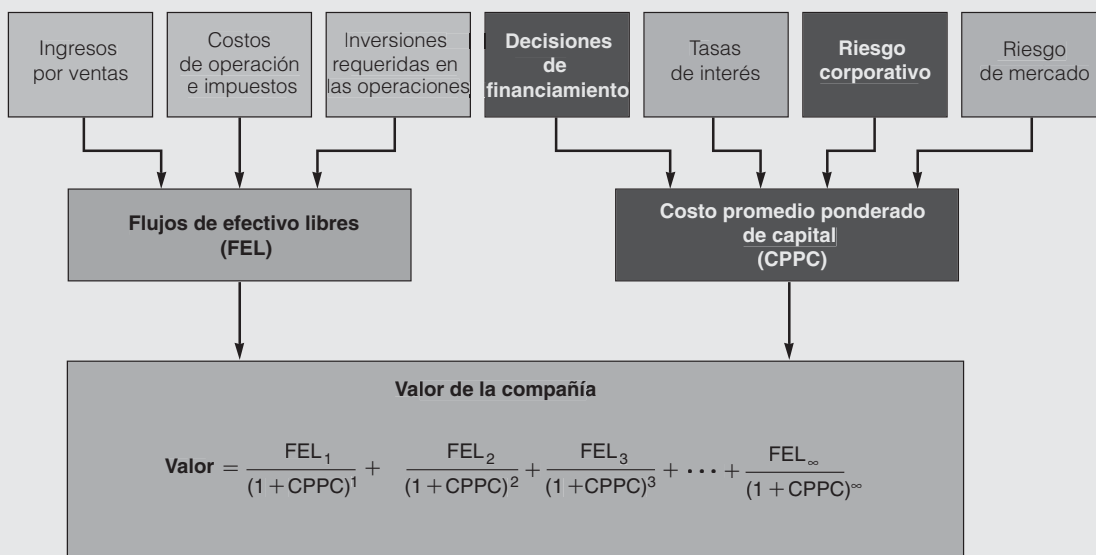 Ingresos
por ventas
Costos
de operación
e impuestos
Inversiones
requeridas en
las operaciones
Decisiones
de
financiamiento
Tasas
de interés
Riesgo
corporativo
Riesgo
de mercado
Flujos de efectivo libres
(FEL)
Costo promedio ponderado
de capital
(CPPC)
Valor de la compañía
Valor = FEL₁/(1+CPPC)¹ + FEL₂/(1+CPPC)² + FEL₃/(1+CPPC)³ + ··· + FEL∞/(1+CPPC)^∞